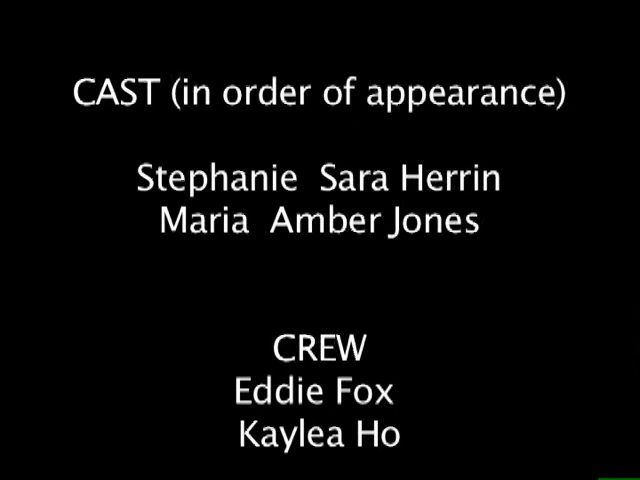 CAST (in order of appearance)
Stephanie  Sara Herrin
Maria  Amber Jones
CREW
Eddie Fox
Kaylea Ho